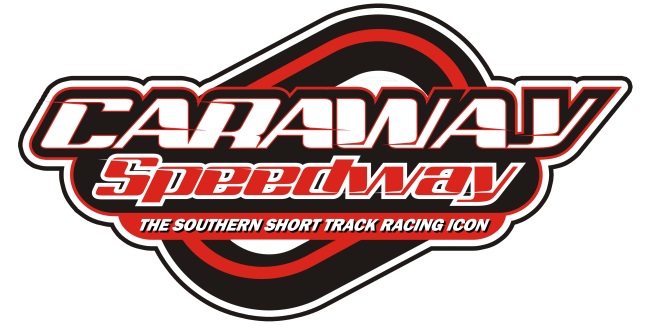 CARAWAY
Speedway
THE SOUTHERN SHORT TRACK RACING ICON